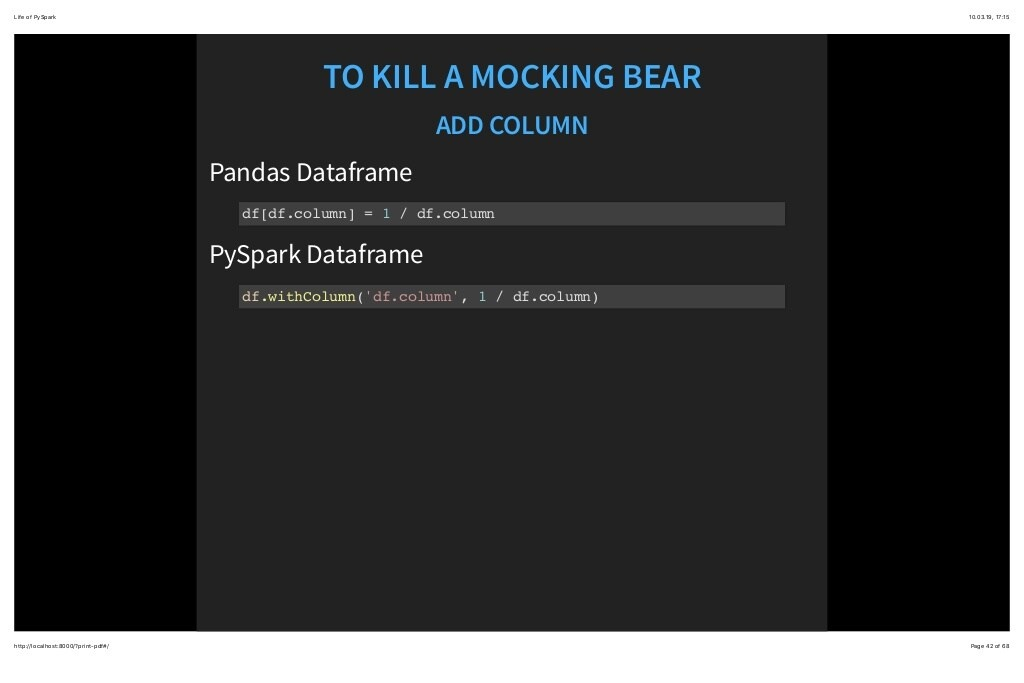 Life of PySpark
10.03.19, 17:15
TO KILL A MOCKING BEAR
ADD COLUMN
Pandas Dataframe
df[df.column] = 1 / df.column
PySpark Dataframe
df.withColumn('df.column', 1 / df.column)
http://localhost:8000/?print-pdf#/
Page 42 of 68